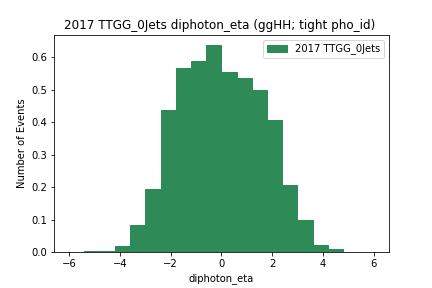 2017 TTGG_0Jets diphoton_eta (ggHH; tight pho_id)
2017 TTGG_0Jets
Number of Events
0.6
0.5
0.4
0.3
0.2
0.1
0.0
−6 −4 −2 0 2 4 6
diphoton_eta